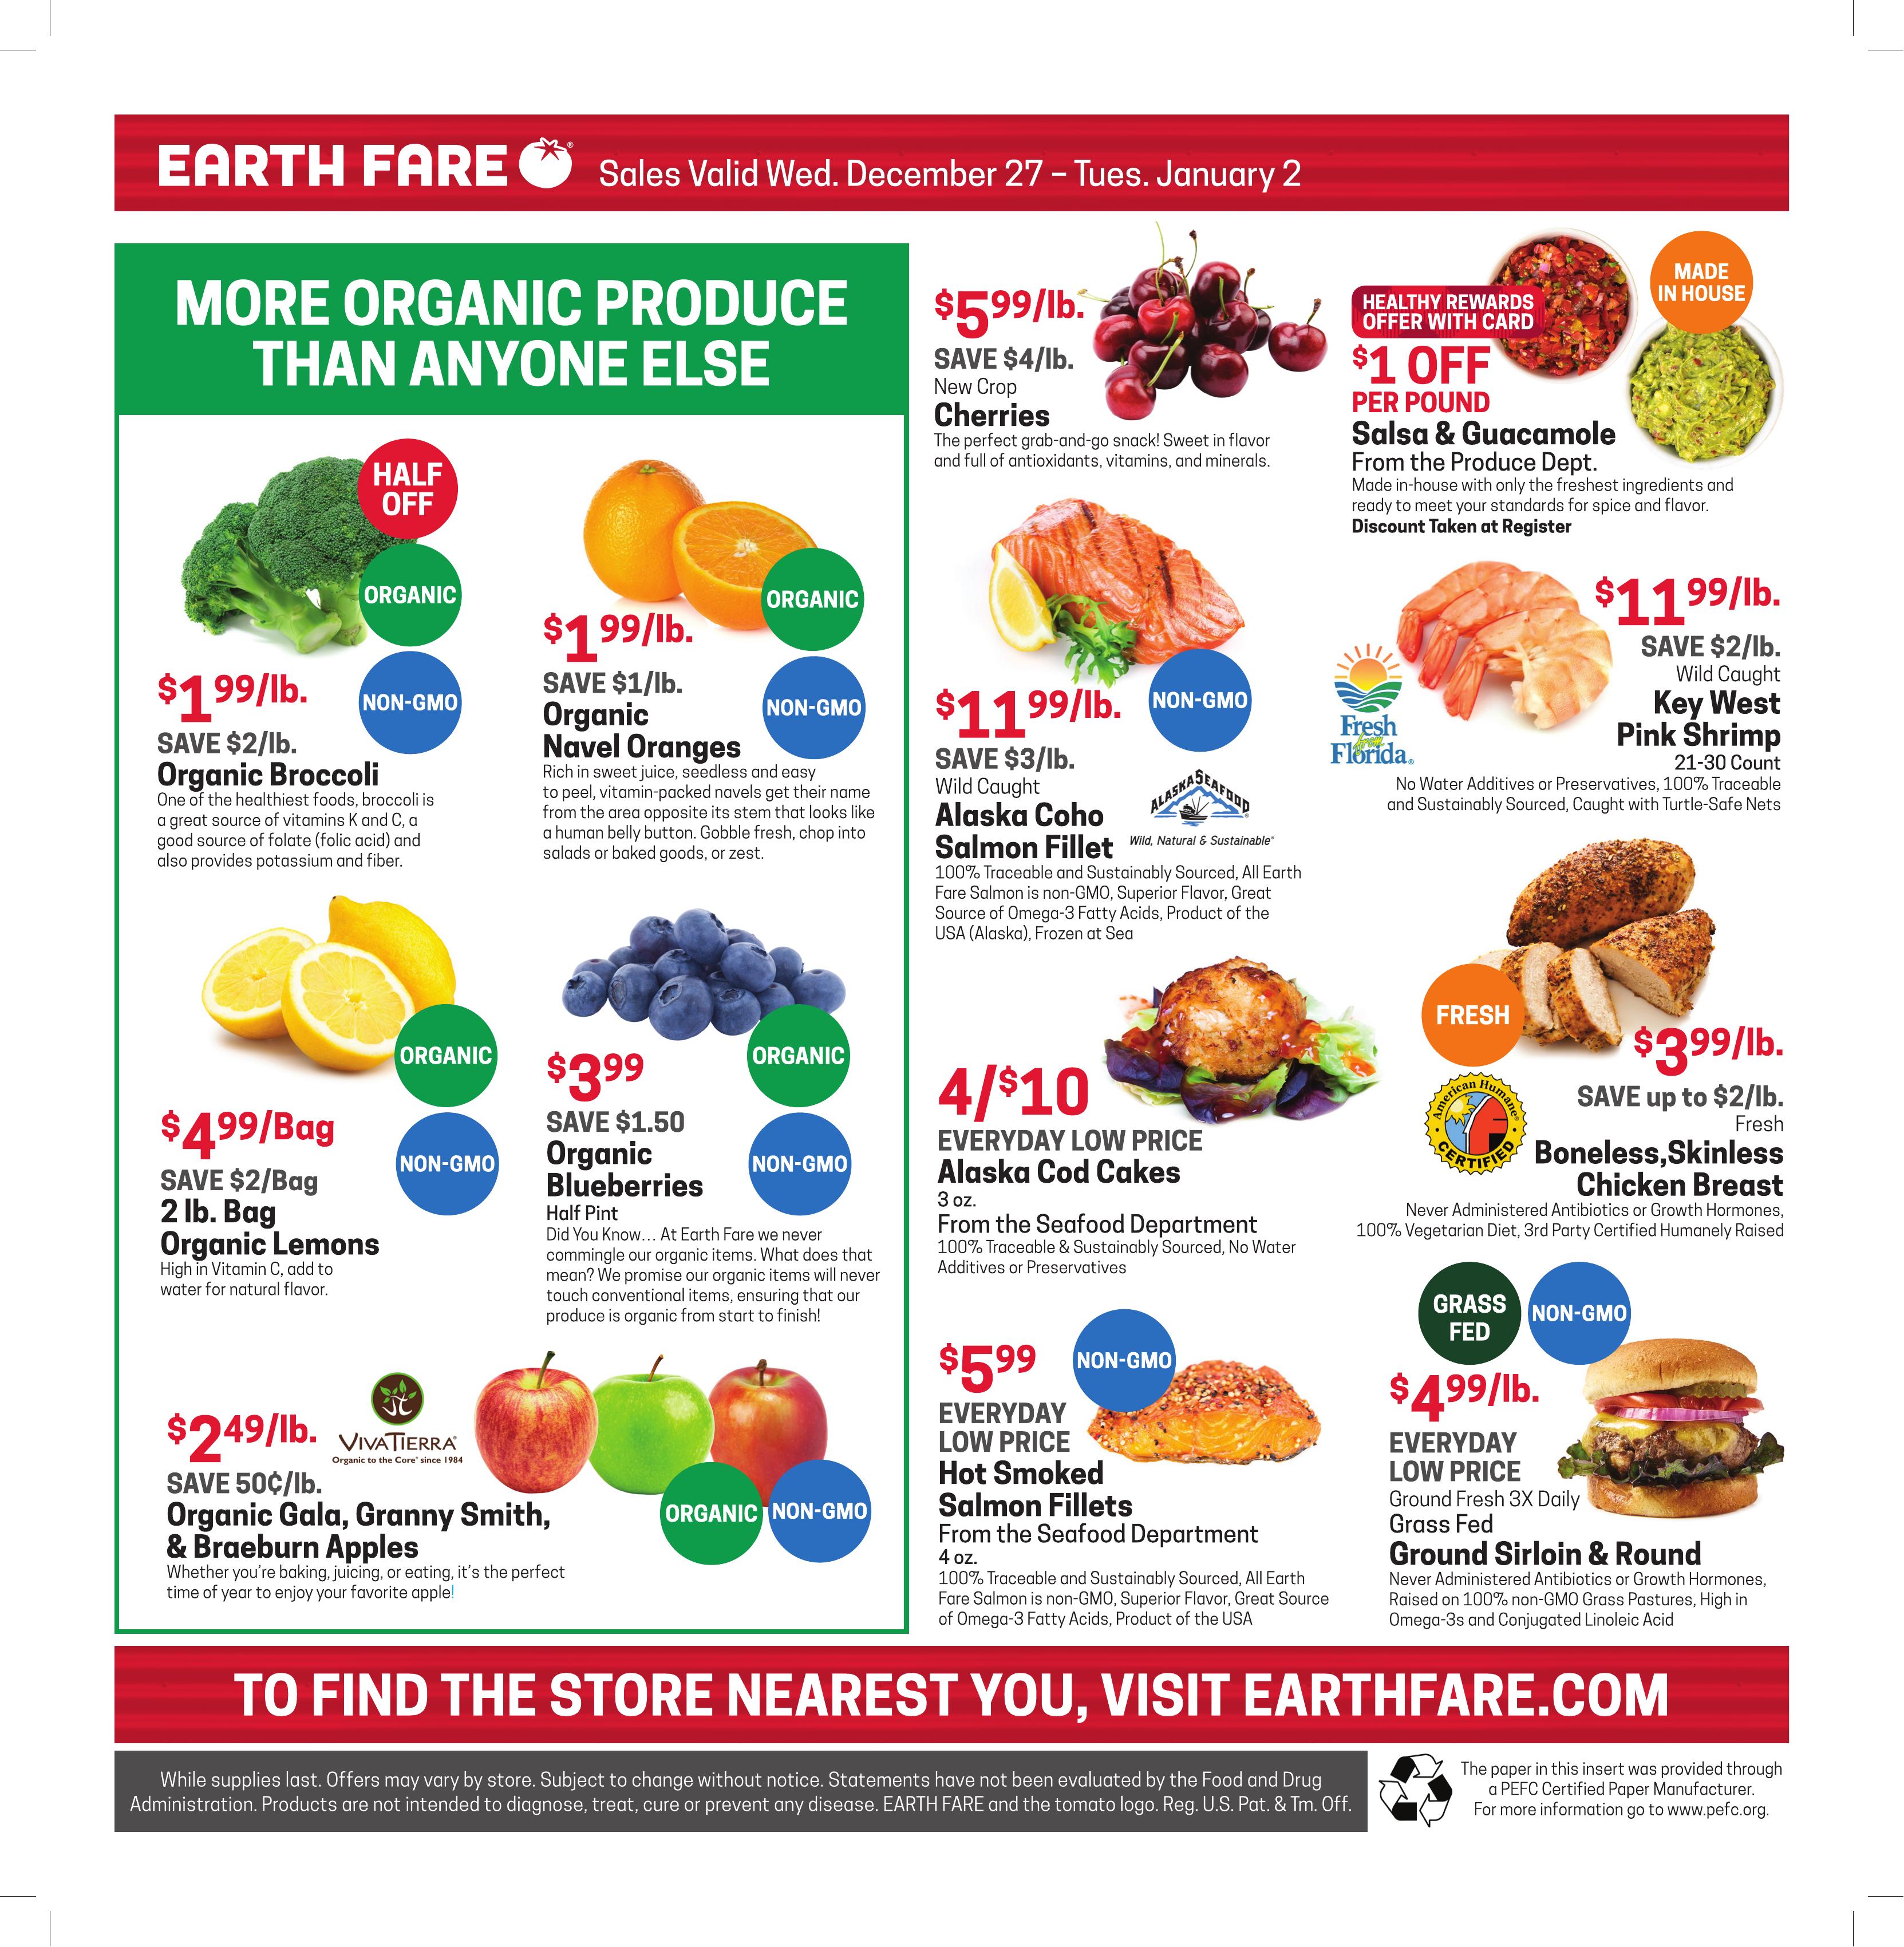 EARTH FARE ® Sales Valid Wed. December 27 – Tues. January 2
MORE ORGANIC PRODUCE
THAN ANYONE ELSE
HALF
OFF
ORGANIC
NON-GMO
$1 99/lb.
SAVE $2/lb.
Organic Broccoli
One of the healthiest foods, broccoli is
a great source of vitamins K and C, a
good source of folate (folic acid) and
also provides potassium and fiber.
ORGANIC
NON-GMO
$1 99/lb.
SAVE $1/lb.
Organic
Navel Oranges
Rich in sweet juice, seedless and easy
to peel, vitamin-packed navels get their name
from the area opposite its stem that looks like
a human belly button. Gobble fresh, chop into
salads or baked goods, or zest.
ORGANIC
NON-GMO
$4 99/Bag
SAVE $2/Bag
2 lb. Bag
Organic Lemons
High in Vitamin C, add to
water for natural flavor.
ORGANIC
NON-GMO
$3 99
SAVE $1.50
Organic
Blueberries
Half Pint
Did You Know... At Earth Fare we never
commingle our organic items. What does that
mean? We promise our organic items will never
touch conventional items, ensuring that our
produce is organic from start to finish!
$2 49/lb.
VIVATIERRA®
Organic to the Core® since 1984
SAVE 50¢/lb.
Organic Gala, Granny Smith,
& Braeburn Apples
Whether you're baking, juicing, or eating, it's the perfect
time of year to enjoy your favorite apple!
ORGANIC
NON-GMO
$5 99/lb.
SAVE $4/lb.
New Crop
Cherries
The perfect grab-and-go snack! Sweet in flavor
and full of antioxidants, vitamins, and minerals.
MADE
IN HOUSE
HEALTHY REWARDS
OFFER WITH CARD
$1 OFF
PER POUND
Salsa & Guacamole
From the Produce Dept.
Made in-house with only the freshest ingredients and
ready to meet your standards for spice and flavor.
Discount Taken at Register
$11 99/lb.
NON-GMO
SAVE $3/lb.
Wild Caught
Alaska Coho
Salmon Fillet
ALASKA SEAFOOD®
Wild, Natural & Sustainable®
100% Traceable and Sustainably Sourced, All Earth
Fare Salmon is non-GMO, Superior Flavor, Great
Source of Omega-3 Fatty Acids, Product of the
USA (Alaska), Frozen at Sea
Fresh
from
Florida®
$11 99/lb.
SAVE $2/lb.
Wild Caught
Key West
Pink Shrimp
21-30 Count
No Water Additives or Preservatives, 100% Traceable
and Sustainably Sourced, Caught with Turtle-Safe Nets
4/$10
EVERYDAY LOW PRICE
Alaska Cod Cakes
3 oz.
From the Seafood Department
100% Traceable & Sustainably Sourced, No Water
Additives or Preservatives
FRESH
American Humane®
CERTIFIED
$3 99/lb.
SAVE up to $2/lb.
Fresh
Boneless,Skinless
Chicken Breast
Never Administered Antibiotics or Growth Hormones,
100% Vegetarian Diet, 3rd Party Certified Humanely Raised
$5 99
NON-GMO
EVERYDAY
LOW PRICE
Hot Smoked
Salmon Fillets
From the Seafood Department
4 oz.
100% Traceable and Sustainably Sourced, All Earth
Fare Salmon is non-GMO, Superior Flavor, Great Source
of Omega-3 Fatty Acids, Product of the USA
GRASS
FED
NON-GMO
$4 99/lb.
EVERYDAY
LOW PRICE
Ground Fresh 3X Daily
Grass Fed
Ground Sirloin & Round
Never Administered Antibiotics or Growth Hormones,
Raised on 100% non-GMO Grass Pastures, High in
Omega-3s and Conjugated Linoleic Acid
TO FIND THE STORE NEAREST YOU, VISIT EARTHFARE.COM
While supplies last. Offers may vary by store. Subject to change without notice. Statements have not been evaluated by the Food and Drug
Administration. Products are not intended to diagnose, treat, cure or prevent any disease. EARTH FARE and the tomato logo. Reg. U.S. Pat. & Tm. Off.
The paper in this insert was provided through
a PEFC Certified Paper Manufacturer.
For more information go to www.pefc.org.